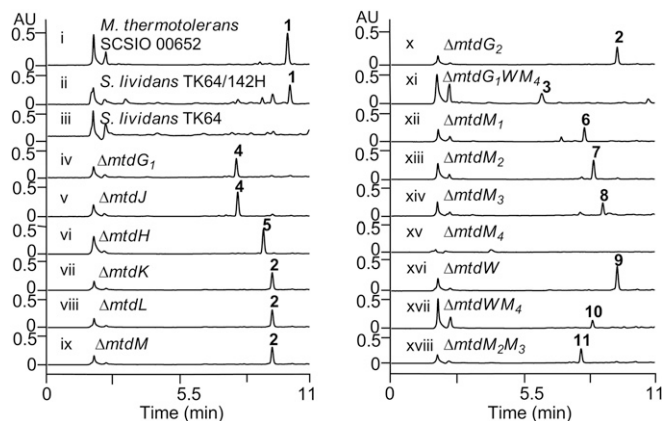 AU
0.5
0
i
M. thermotolerans
SCSIO 00652
1
0.5
0
ii
S. lividans TK64/142H
1
0.5
0
iii
S. lividans TK64
0.5
0
iv
ΔmtdG1
4
0.5
0
v
ΔmtdJ
4
0.5
0
vi
ΔmtdH
5
0.5
0
vii
ΔmtdK
2
0.5
0
viii
ΔmtdL
2
0.5
0
ix
ΔmtdM
2
0
5.5
11
Time (min)
AU
0.5
0
x
ΔmtdG2
2
0.5
0
xi
ΔmtdG1WM4
3
0.5
0
xii
ΔmtdM1
6
0.5
0
xiii
ΔmtdM2
7
0.5
0
xiv
ΔmtdM3
8
0.5
0
xv
ΔmtdM4
0.5
0
xvi
ΔmtdW
9
0.5
0
xvii
ΔmtdWM4
10
0.5
0
xviii
ΔmtdM2M3
11
0
5.5
11
Time (min)